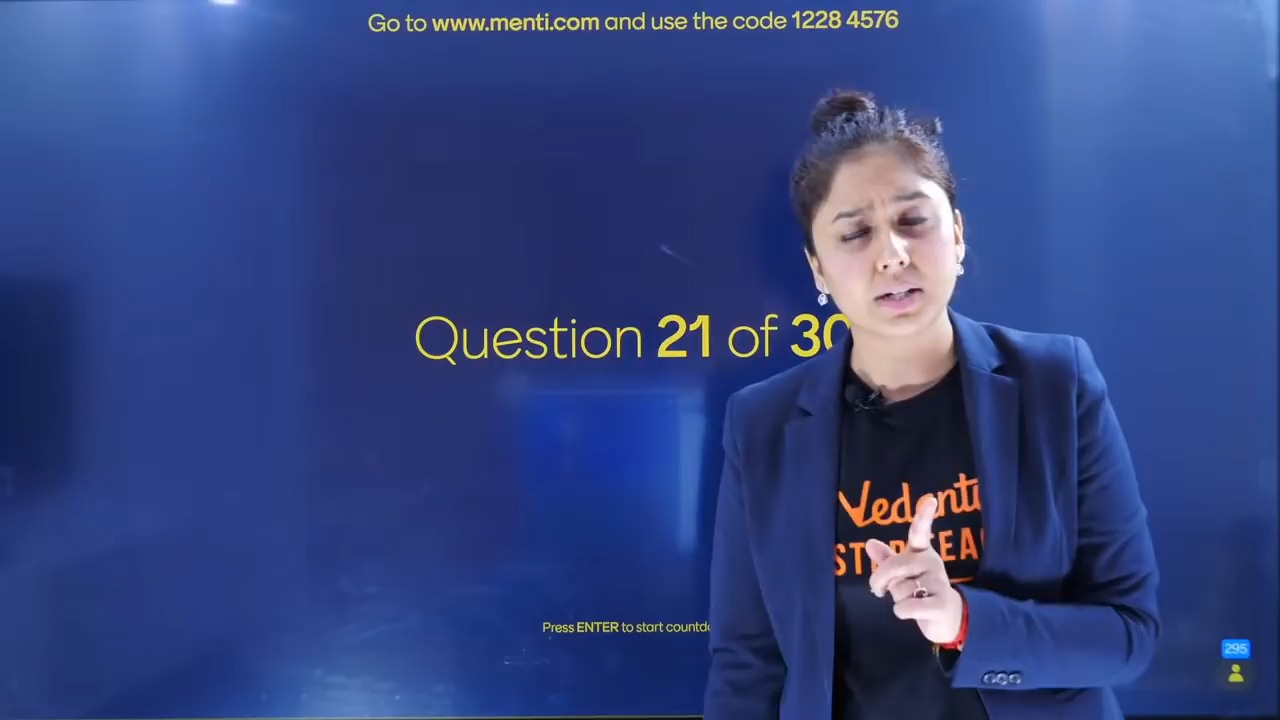 Go to www.menti.com and use the code 1228 4576
Question 21 of 30
Press ENTER to start countdo
Vedantu
295